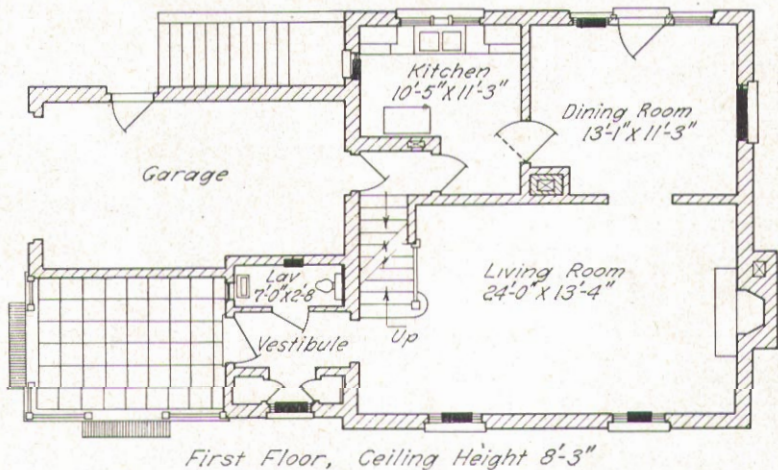 Kitchen
10'-5" X 11'-3"
Dining Room
13'-1" X 11'-3"
Garage
Lav
7'-0" X 2'-8
Living Room
24'-0" X 13'-4"
Vestibule
Up
First Floor, Ceiling Height 8'-3"